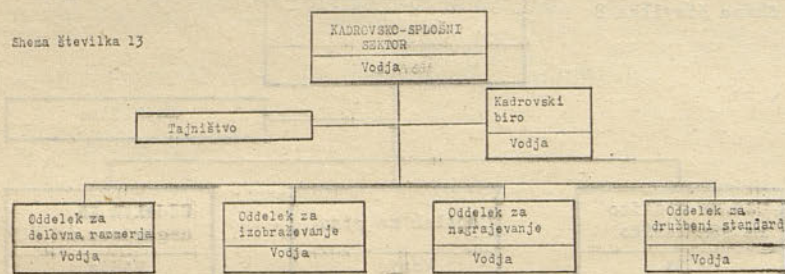 Shema številka 13
KADROVSKO-SPLOŠNI
SEKTOR
Vodja
Tajništvo
Kadrovski
biro
Vodja
Oddelek za
delovna razmerja
Vodja
Oddelek za
izobraževanje
Vodja
Oddelek za
nagrajevanje
Vodja
Oddelek za
družbeni standard
Vodja